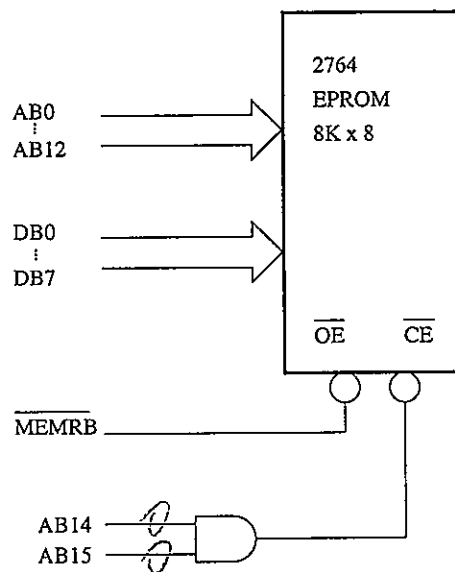 2764
EPROM
8K x 8
AB0
AB12
DB0
DB7
OE
CE
MEMRB
AB14
AB15